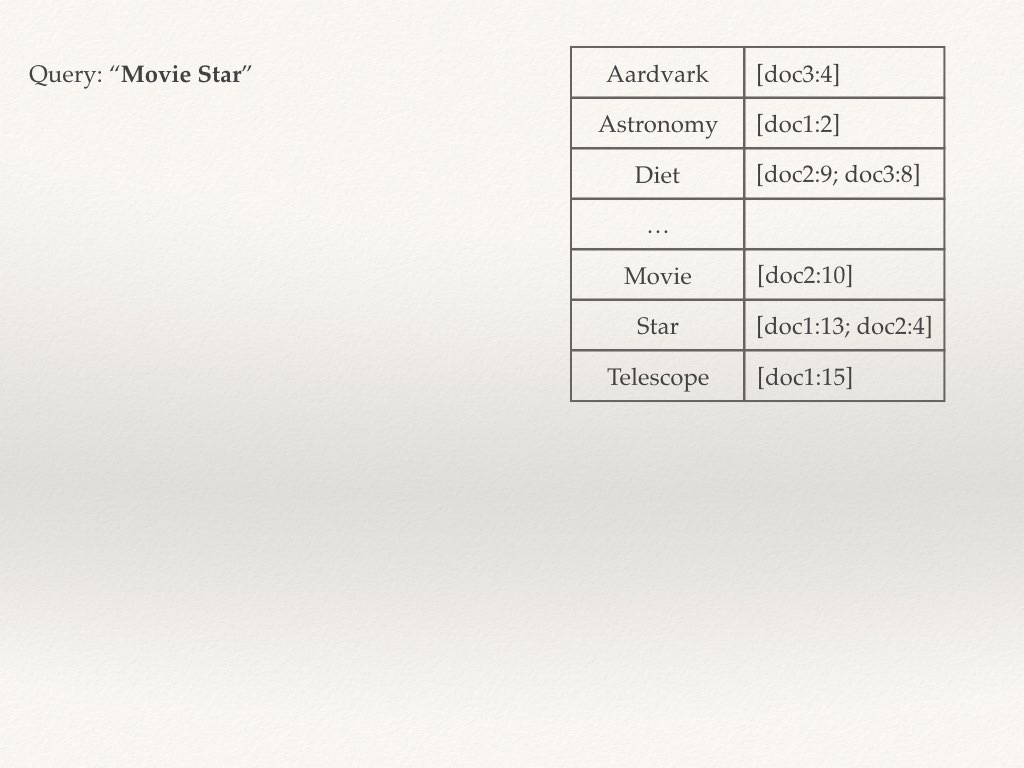 Query: “Movie Star”
Aardvark [doc3:4]
Astronomy [doc1:2]
Diet [doc2:9; doc3:8]
…
Movie [doc2:10]
Star [doc1:13; doc2:4]
Telescope [doc1:15]